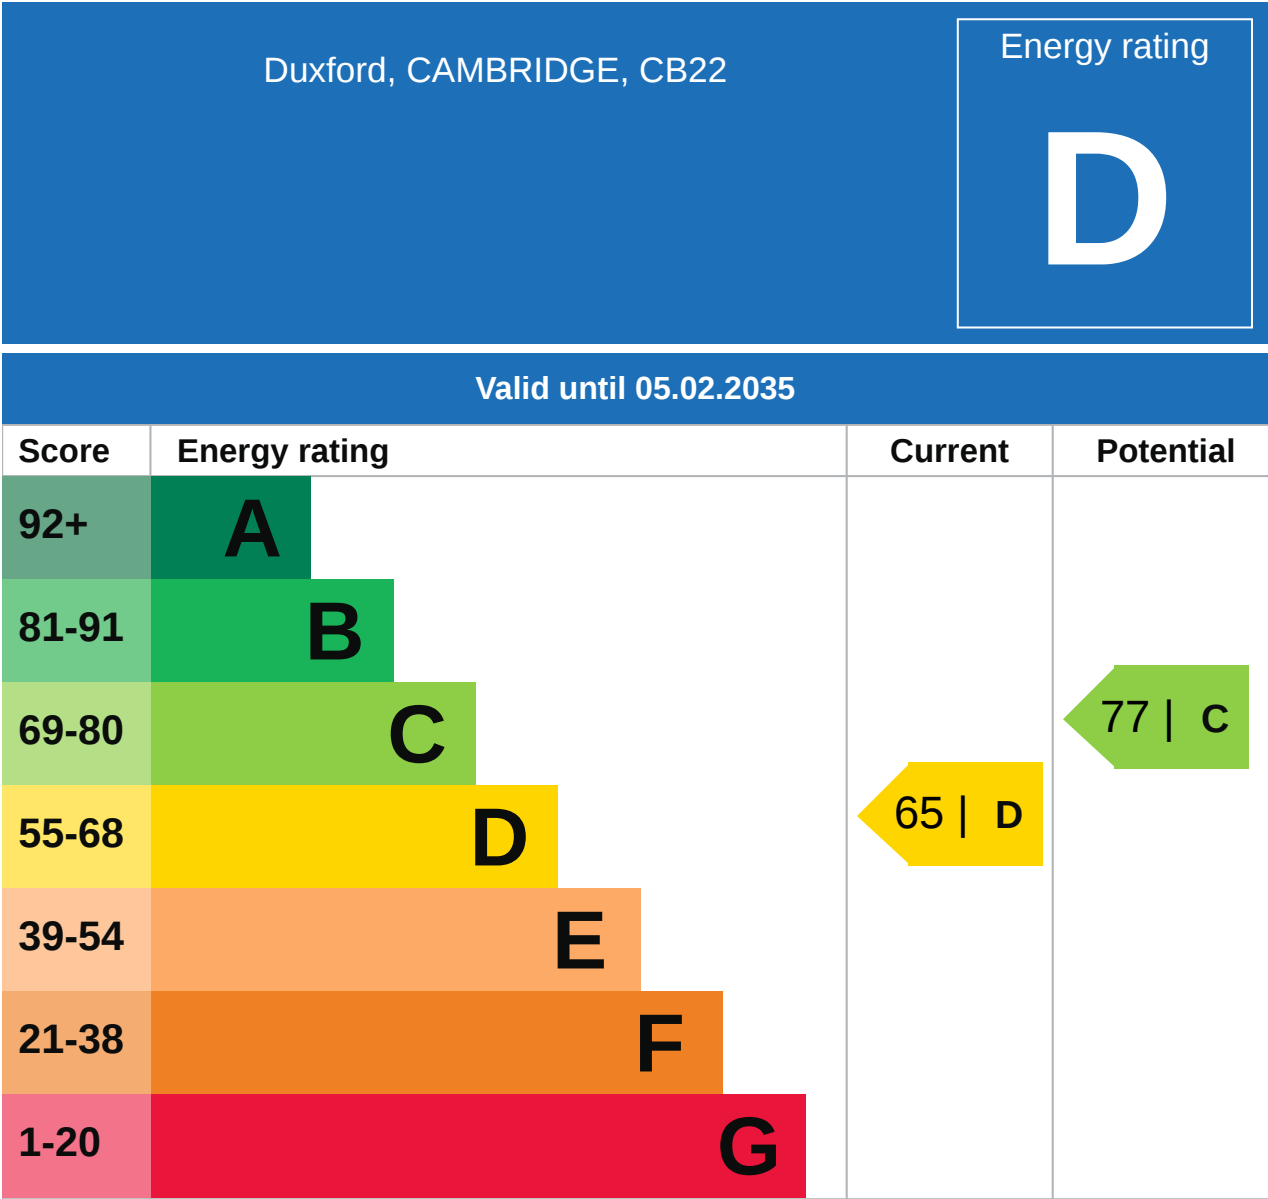 Duxford, CAMBRIDGE, CB22
Energy rating
D
Valid until 05.02.2035
Score Energy rating Current Potential
92+ A
81-91 B
69-80 C 77 | C
55-68 D 65 | D
39-54 E
21-38 F
1-20 G